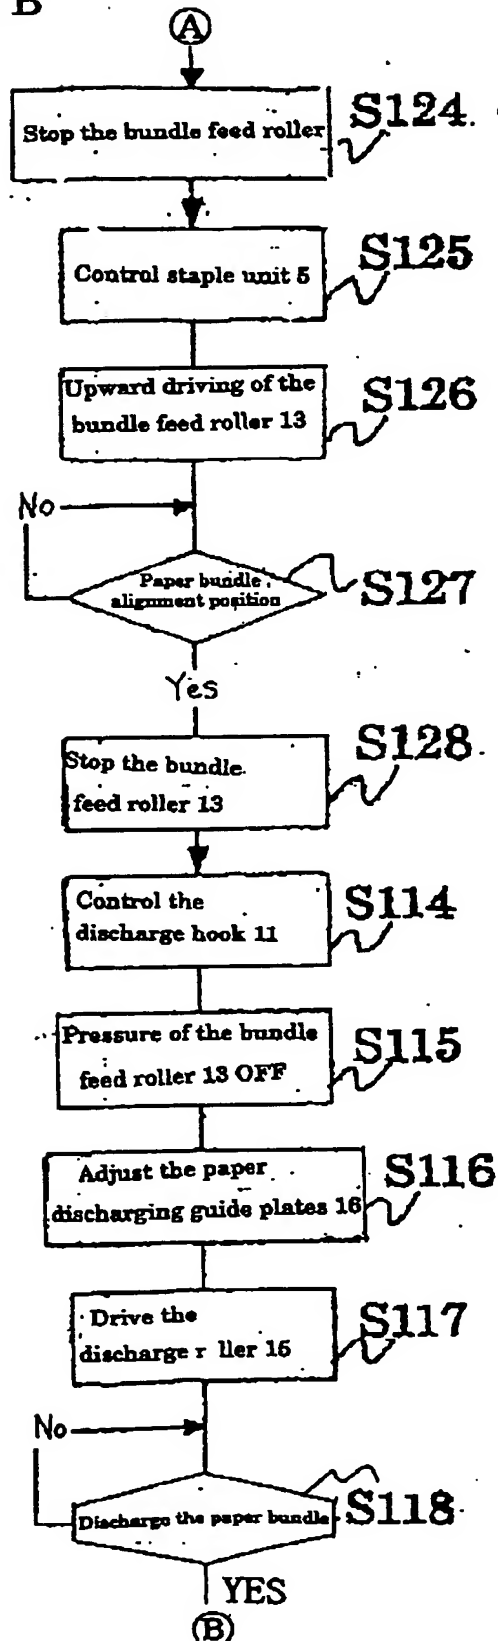 B
A
Stop the bundle feed roller
S124
Control staple unit 5
S125
Upward driving of the
bundle feed roller 13
S126
No
Paper bundle
alignment position
S127
Yes
Stop the bundle
feed roller 13
S128
Control the
discharge hook 11
S114
Pressure of the bundle
feed roller 13 OFF
S115
Adjust the paper
discharging guide plates 16
S116
Drive the
discharge r ller 15
S117
No
Discharge the paper bundle
S118
YES
B